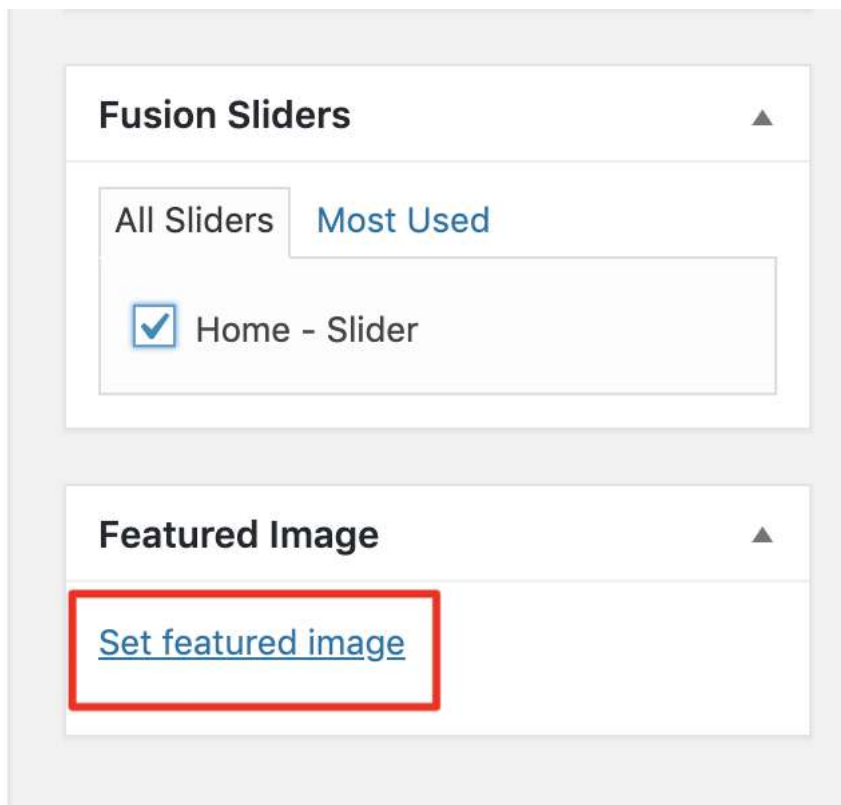 Fusion Sliders
All Sliders Most Used
Home - Slider
Featured Image
Set featured image